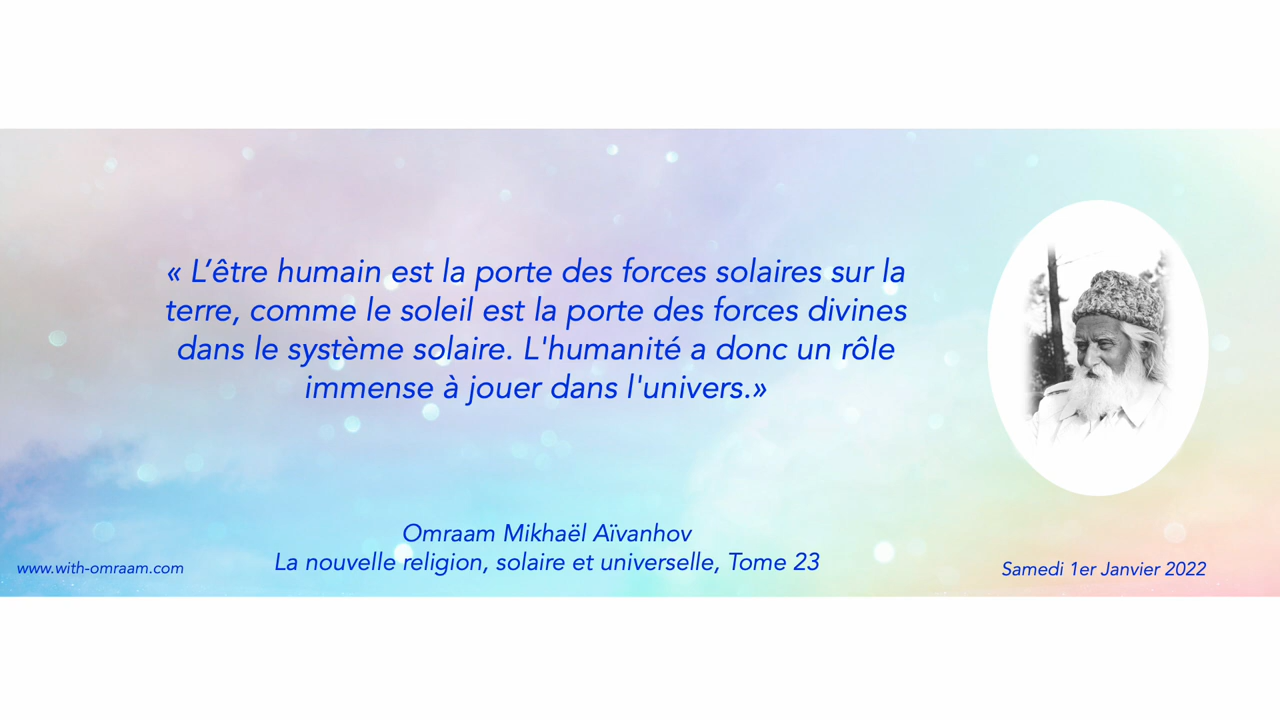 « L’être humain est la porte des forces solaires sur la
terre, comme le soleil est la porte des forces divines
dans le système solaire. L'humanité a donc un rôle
immense à jouer dans l'univers.»
Omraam Mikhaël Aïvanhov
La nouvelle religion, solaire et universelle, Tome 23
www.with-omraam.com
Samedi 1er Janvier 2022